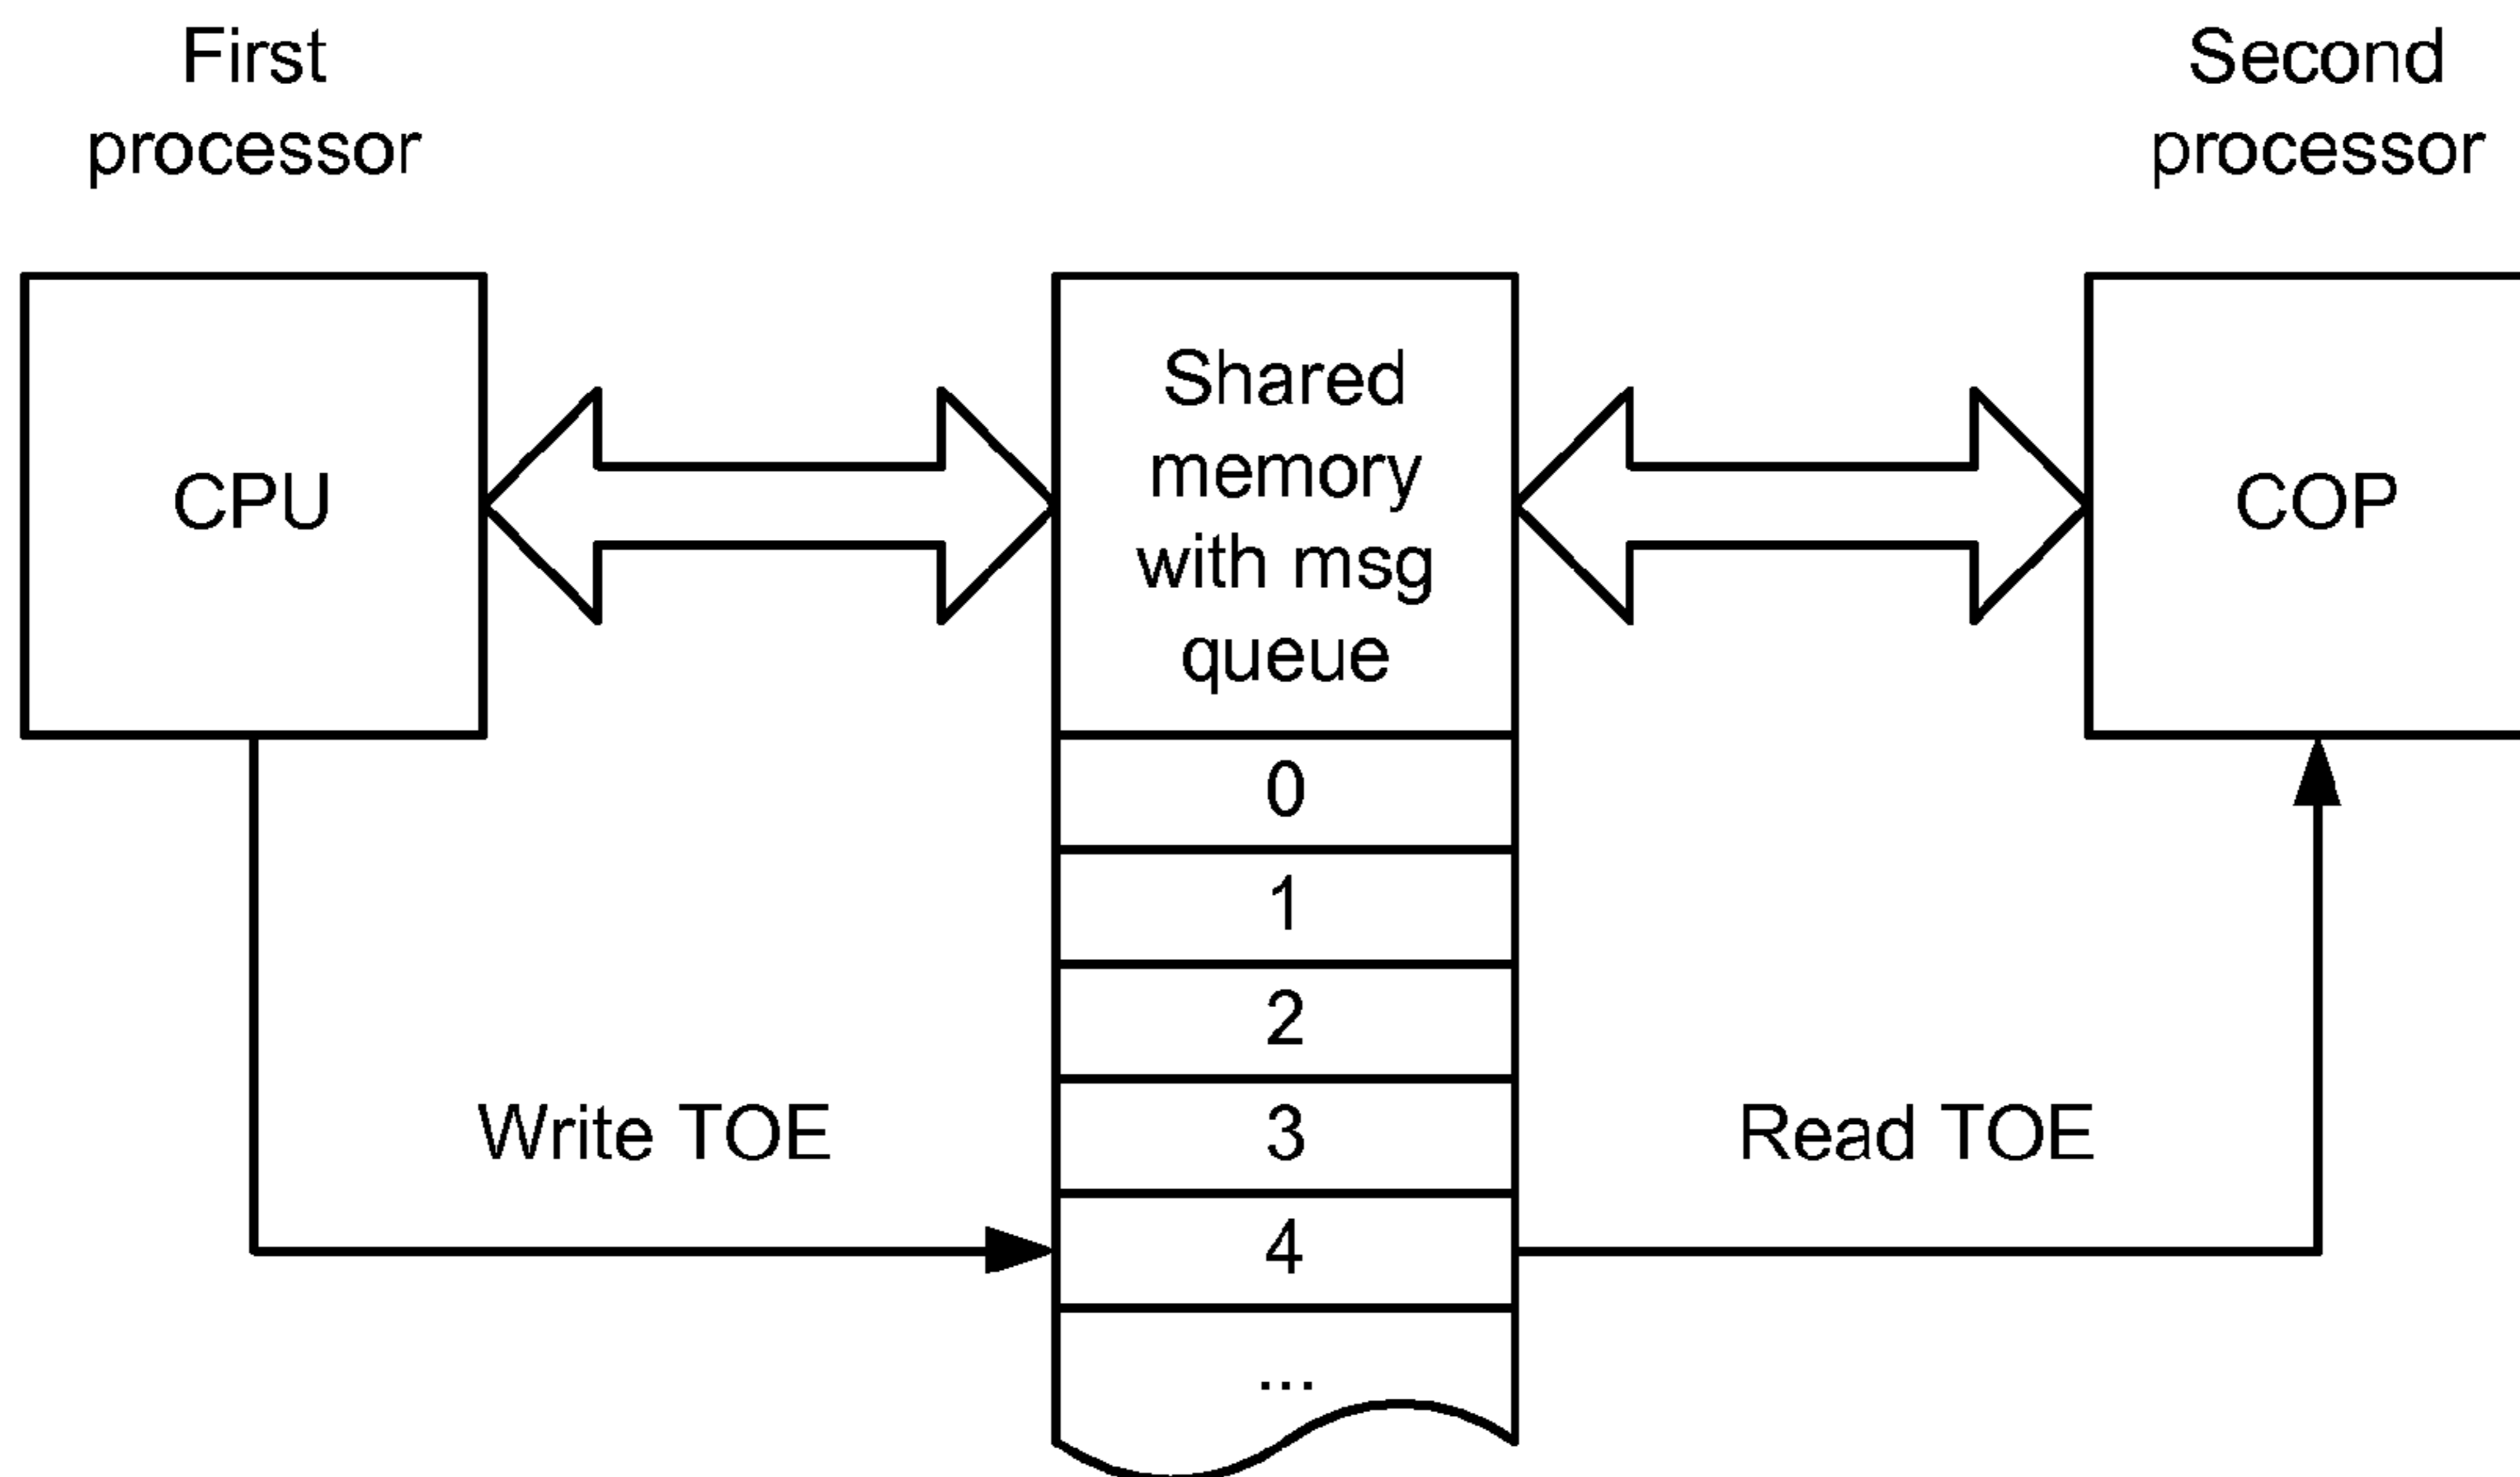 First
processor
Second
processor
CPU
Shared
memory
with msg
queue
COP
0
1
2
3
Write TOE
Read TOE
4
...